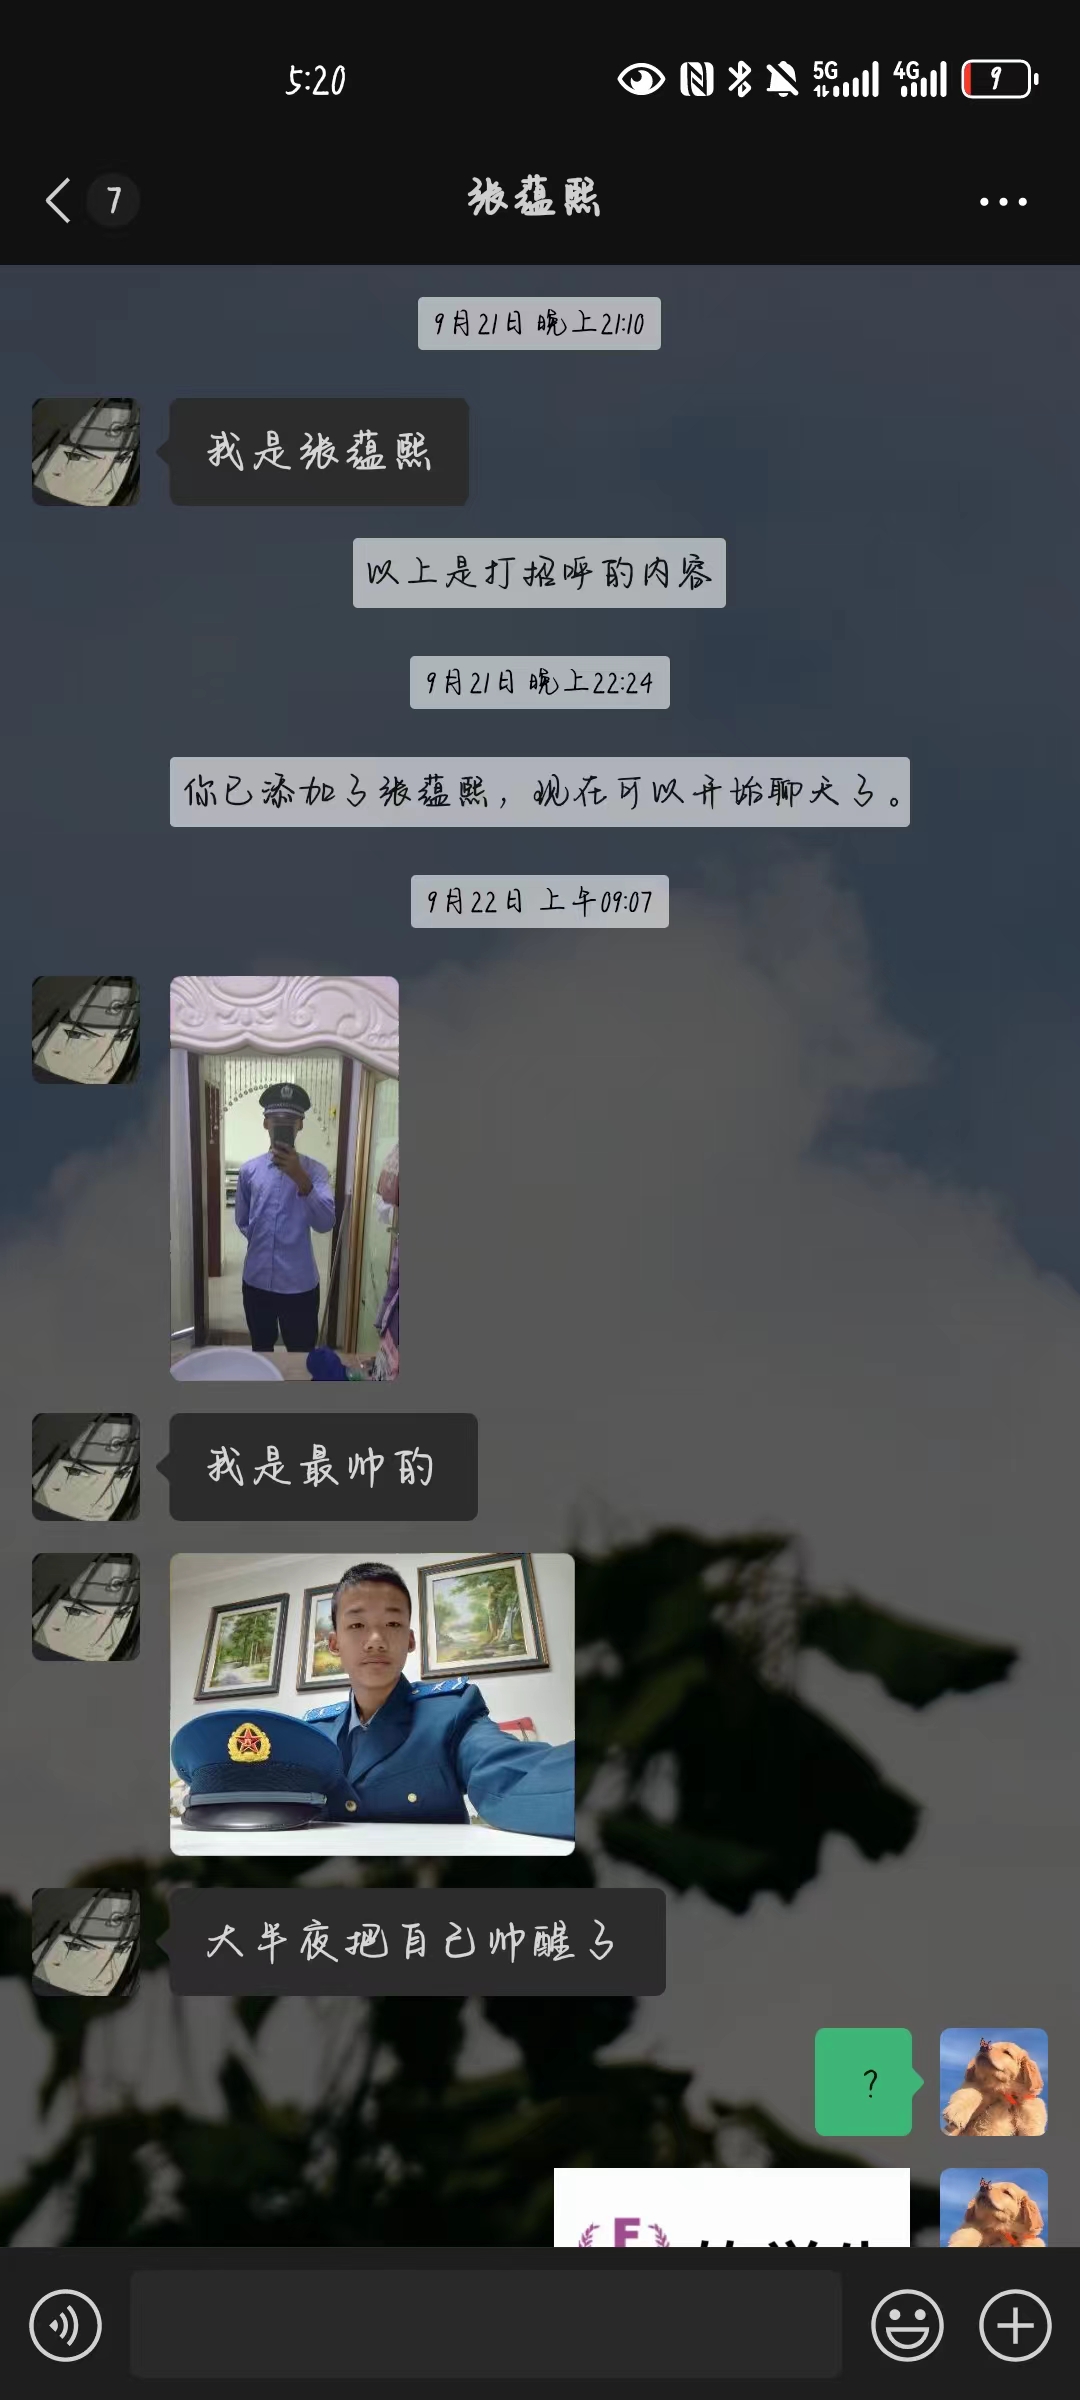 5:20
5G 4G 9
7 张蕴熙
9月21日 晚上21:10
我是张蕴熙
以上是打招呼的内容
9月21日 晚上22:24
你已添加了张蕴熙，现在可以开始聊天了。
9月22日 上午09:07
我是最帅的
大半夜把自己帅醒了
?
F